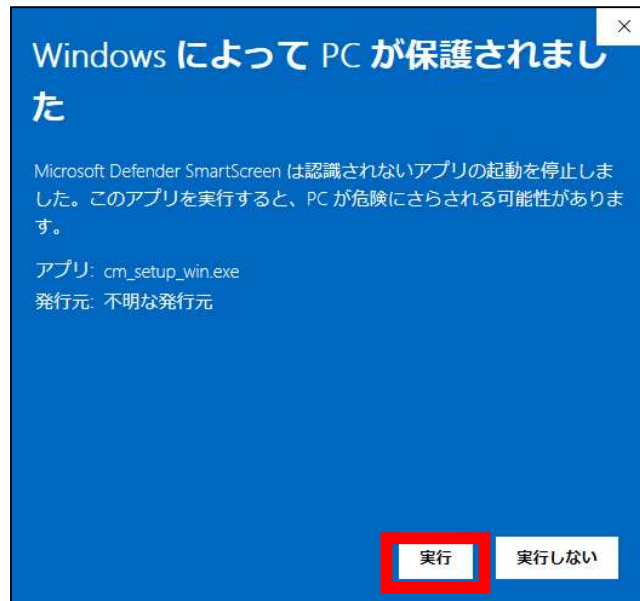 Windows によって PC が保護されまし
た
Microsoft Defender SmartScreen は認識されないアプリの起動を停止しま
した。このアプリを実行すると、PC が危険にさらされる可能性がありま
す。
アプリ: cm_setup_win.exe
発行元: 不明な発行元
実行 実行しない